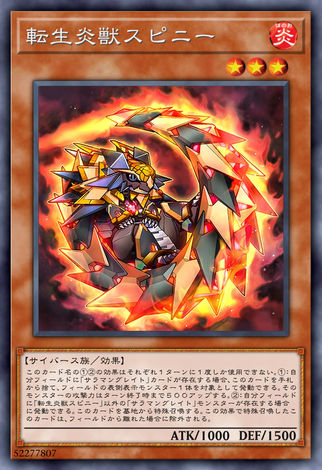 転生炎獣スピニー
炎
ほのお
【サイバース族／効果】
このカード名の①②の効果はそれぞれ１ターンに１度しか使用できない。①：自
分フィールドに「サラマングレイト」カードが存在する場合、このカードを手札
から捨て、フィールドの表側表示モンスター１体を対象として発動できる。その
モンスターの攻撃力はターン終了時まで５００アップする。②：自分フィールド
に「転生炎獣スピニー」以外の「サラマングレイト」モンスターが存在する場合
に発動できる。このカードを墓地から特殊召喚する。この効果で特殊召喚したこ
のカードは、フィールドから離れた場合に除外される。
ATK/1000 DEF/1500
52277807